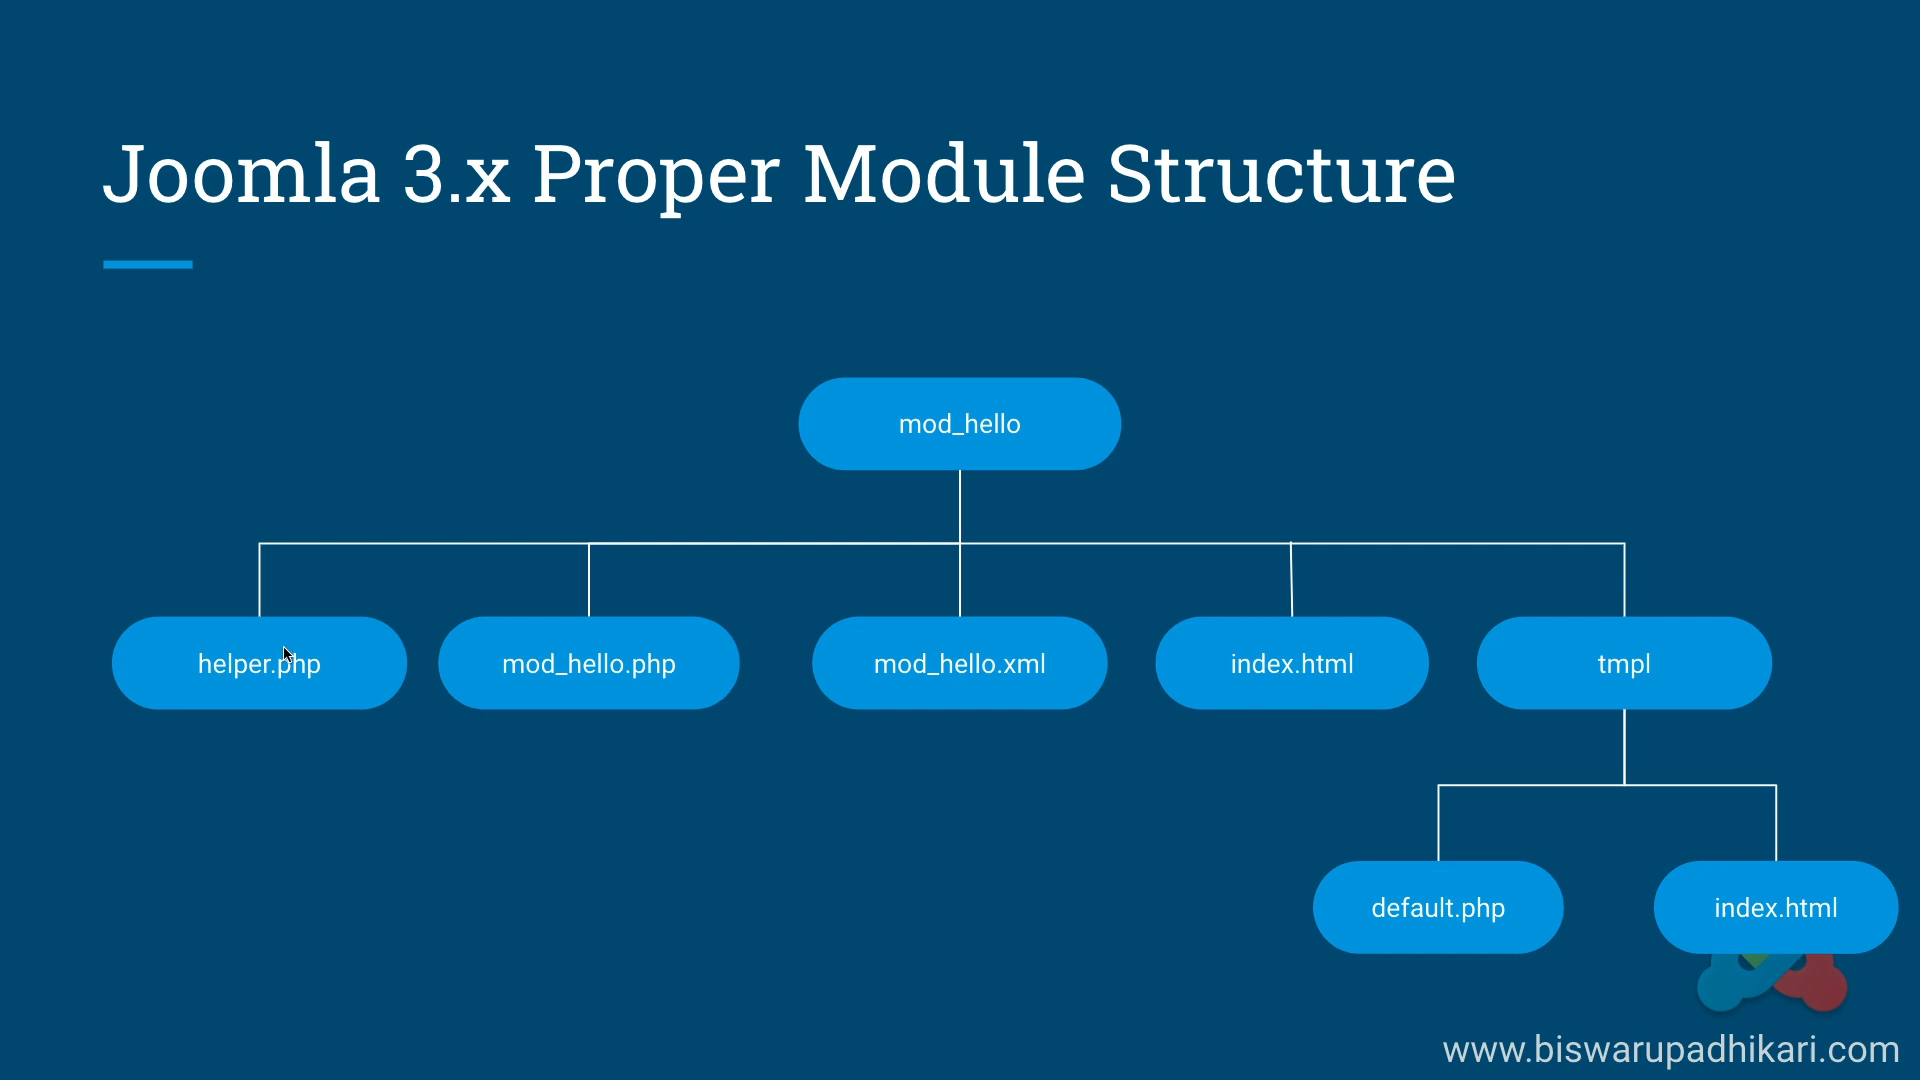 Joomla 3.x Proper Module Structure
mod_hello
helper.php
mod_hello.php
mod_hello.xml
index.html
tmpl
default.php
index.html
www.biswarupadhikari.com